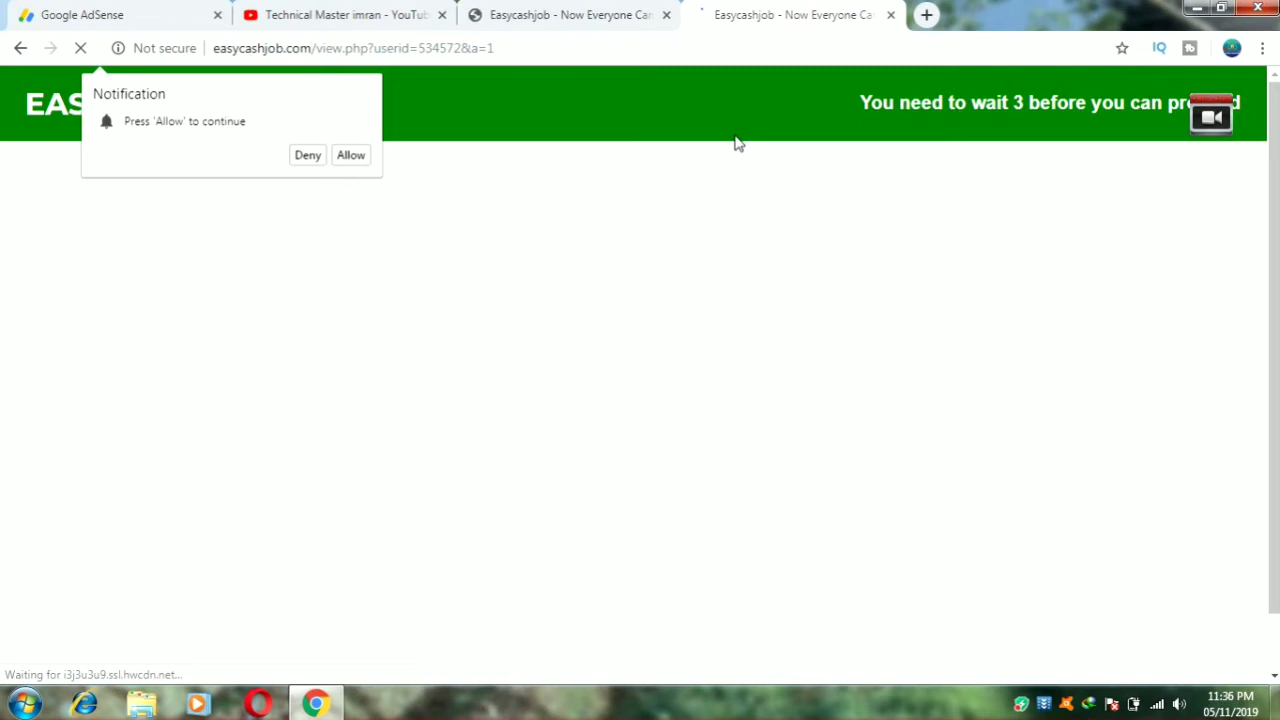 Google AdSense
Technical Master imran - YouTub
Easycashjob - Now Everyone Can
Easycashjob - Now Everyone Ca
Not secure
easycashjob.com/view.php?userid=534572&a=1
IQ
EAS
You need to wait 3 before you can pr d
Notification
Press 'Allow' to continue
Deny
Allow
Waiting for i3j3u3u9.ssl.hwcdn.net...
11:36 PM
05/11/2019